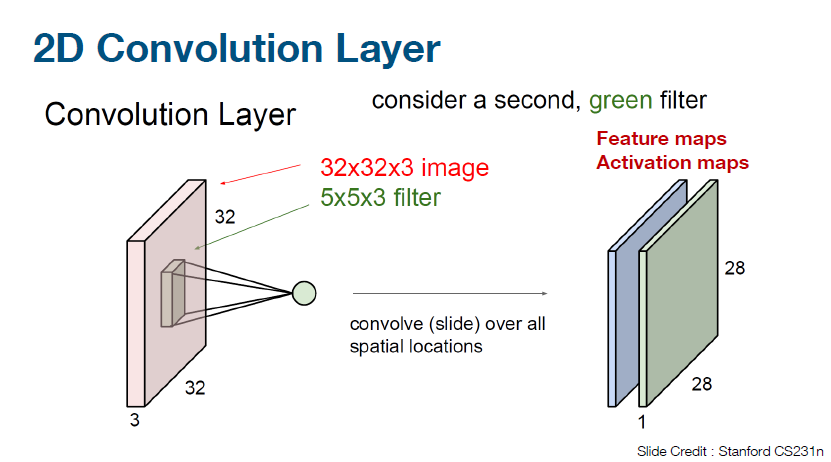 2D Convolution Layer
Convolution Layer
consider a second, green filter
Feature maps
Activation maps
32x32x3 image
5x5x3 filter
32
32
3
convolve (slide) over all
spatial locations
28
28
1
Slide Credit : Stanford CS231n